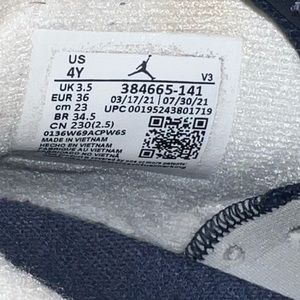 US
4Y
V3
UK 3.5
EUR 36
cm 23
BR 34.5
CN 230(2.5)
384665-141
03/17/21 07/30/21
UPC 00195243801719
0136W69ACPW6S
MADE IN VIETNAM
HECHO EN VIETNAM
FABRIQUÉ AU VIETNAM